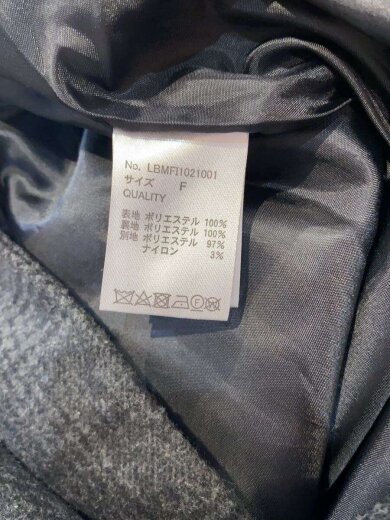 No. LBMFI1021001
サイズ F
QUALITY
表地 ポリエステル 100%
裏地 ポリエステル 100%
別地 ポリエステル 97%
ナイロン 3%